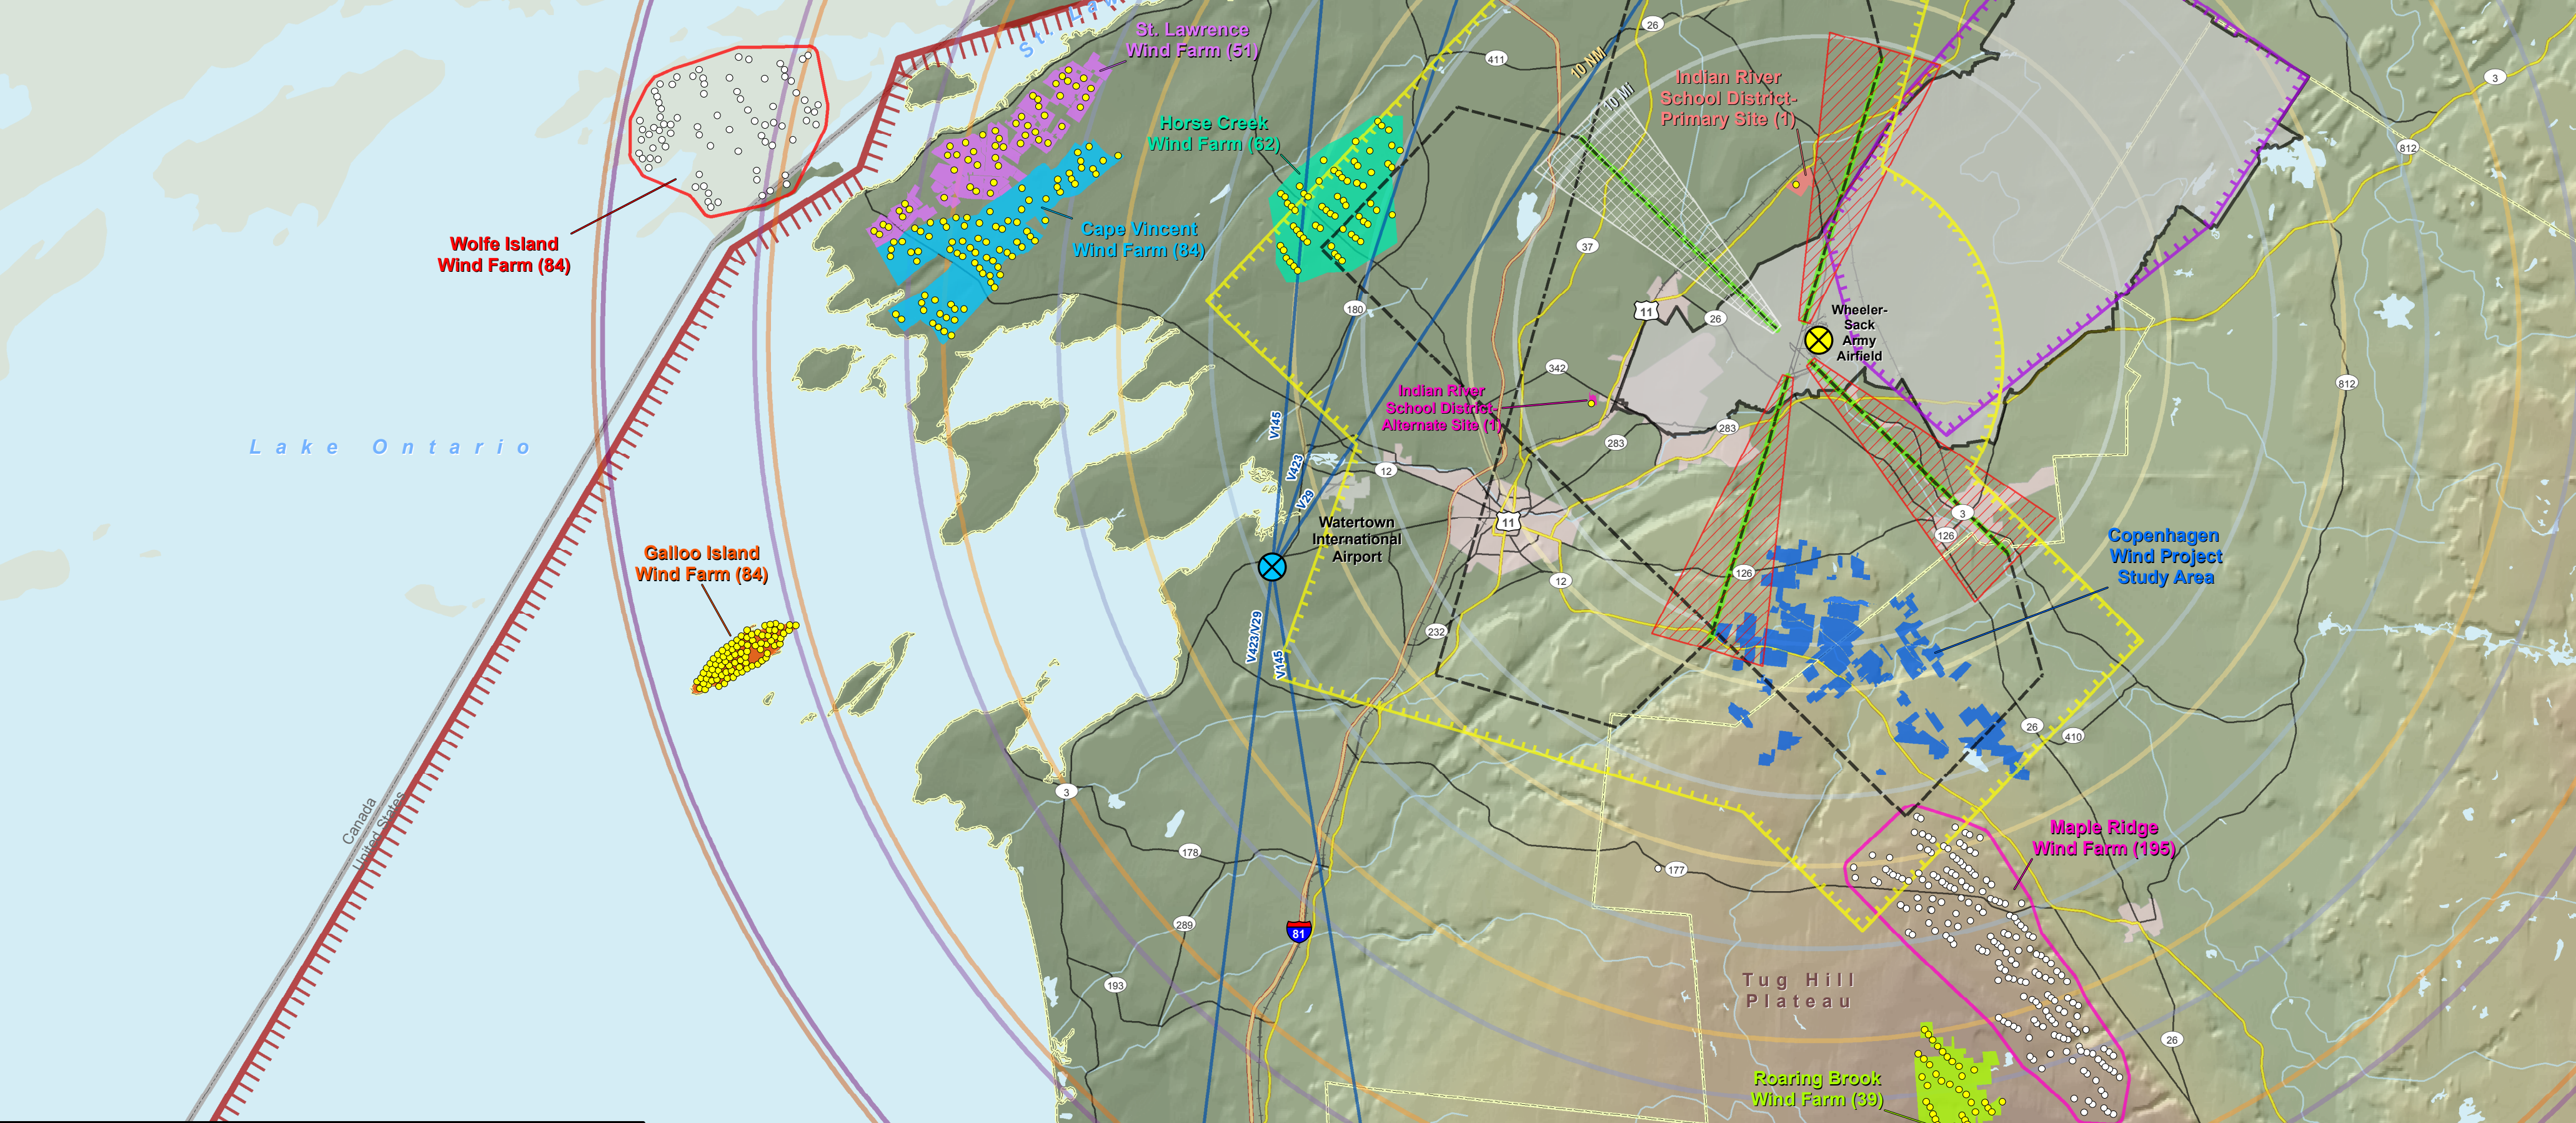 St. Law
St. Lawrence
Wind Farm (51)
26
10 NM
411
Indian River
School District-
Primary Site (1)
3
10 Mi
Horse Creek
Wind Farm (62)
812
Wolfe Island
Wind Farm (84)
Cape Vincent
Wind Farm (84)
37
180
11
26
Wheeler-
Sack
Army
Airfield
342
812
Indian River
School District-
Alternate Site (1)
V145
283
283
Lake Ontario
V423
12
V29
3
11
126
Watertown
International
Airport
Galloo Island
Wind Farm (84)
126
12
Copenhagen
Wind Project
Study Area
V423/V29
V145
232
26
410
3
Canada
United States
178
177
Maple Ridge
Wind Farm (195)
289
81
193
Tug Hill
Plateau
26
Roaring Brook
Wind Farm (39)